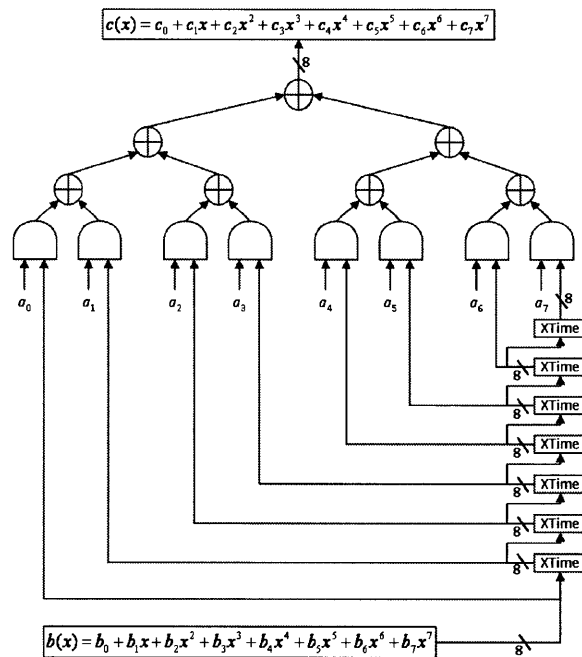 c(x) = c₀ + c₁x + c₂x² + c₃x³ + c₄x⁴ + c₅x⁵ + c₆x⁶ + c₇x⁷
8
a₀ a₁ a₂ a₃ a₄ a₅ a₆ a₇
8
XTime
8
XTime
8
XTime
8
XTime
8
XTime
8
XTime
8
XTime
b(x) = b₀ + b₁x + b₂x² + b₃x³ + b₄x⁴ + b₅x⁵ + b₆x⁶ + b₇x⁷
8